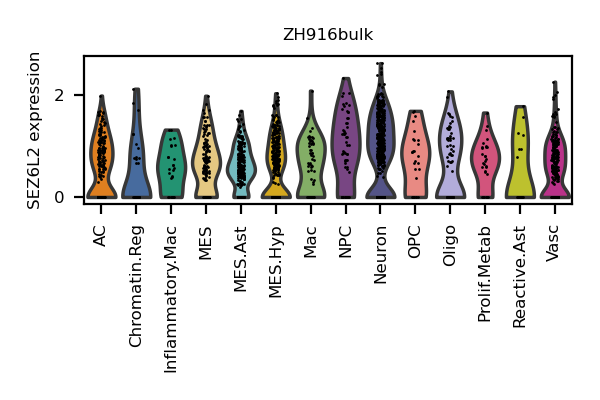 ZH916bulk
SEZ6L2 expression
2
0
AC
Chromatin.Reg
Inflammatory.Mac
MES
MES.Ast
MES.Hyp
Mac
NPC
Neuron
OPC
Oligo
Prolif.Metab
Reactive.Ast
Vasc